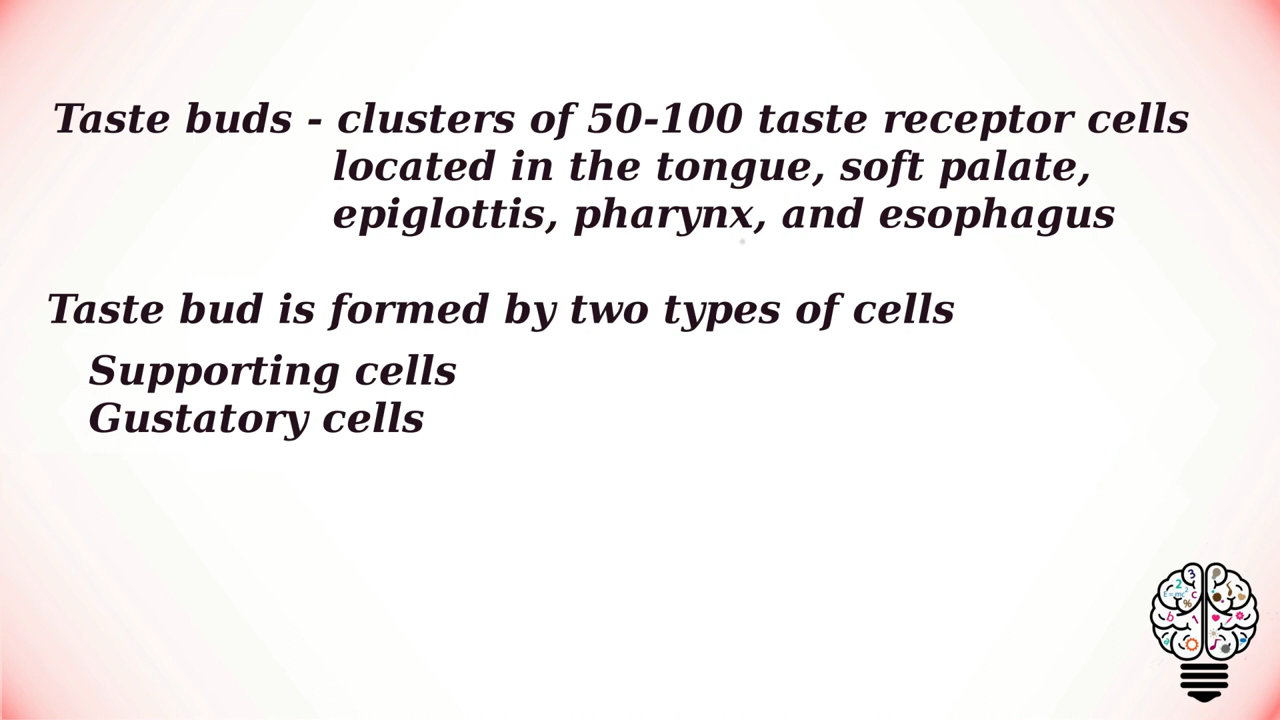 Taste buds - clusters of 50-100 taste receptor cells
located in the tongue, soft palate,
epiglottis, pharynx, and esophagus
Taste bud is formed by two types of cells
Supporting cells
Gustatory cells